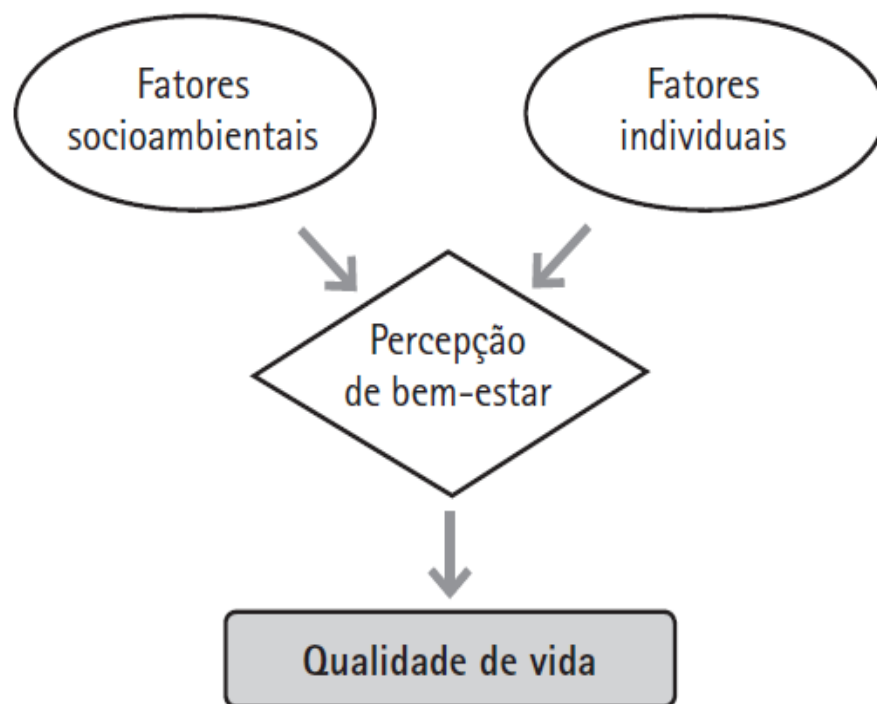 Fatores
socioambientais
Fatores
individuais
Percepção
de bem-estar
Qualidade de vida